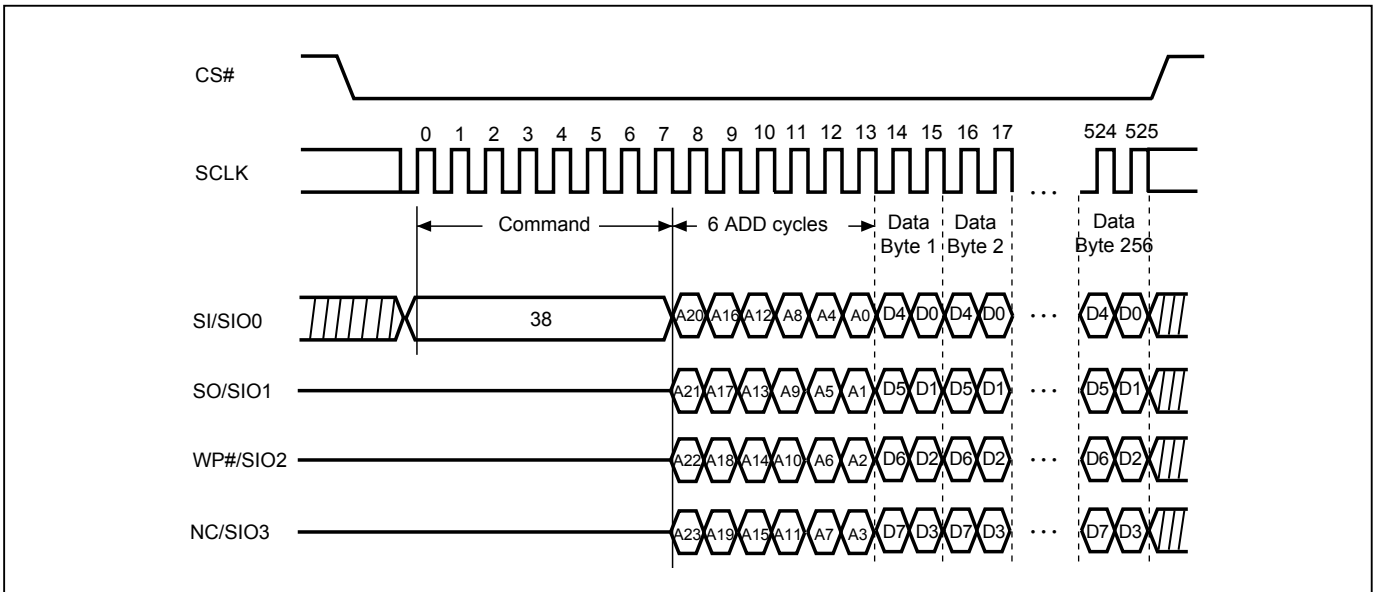 CS#
0 1 2 3 4 5 6 7 8 9 10 11 12 13 14 15 16 17 524 525
SCLK
...
Command 6 ADD cycles Data Byte 1 Data Byte 2 Data Byte 256
SI/SIO0 38 A20 A16 A12 A8 A4 A0 D4 D0 D4 D0 ... D4 D0
SO/SIO1 A21 A17 A13 A9 A5 A1 D5 D1 D5 D1 ... D5 D1
WP#/SIO2 A22 A18 A14 A10 A6 A2 D6 D2 D6 D2 ... D6 D2
NC/SIO3 A23 A19 A15 A11 A7 A3 D7 D3 D7 D3 ... D7 D3